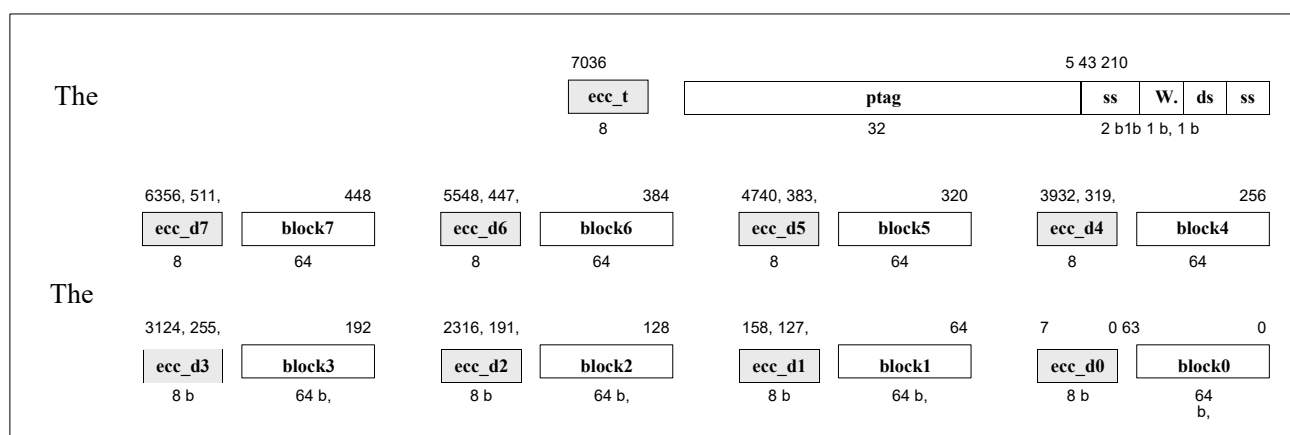 7036 5 43 210
The ecc_t ptag ss W. ds ss
8 32 2 b1b 1 b, 1 b
6356, 511, 448 5548, 447, 384 4740, 383, 320 3932, 319, 256
ecc_d7 block7 ecc_d6 block6 ecc_d5 block5 ecc_d4 block4
8 64 8 64 8 64 8 64
The
3124, 255, 192 2316, 191, 128 158, 127, 64 7 0 63 0
ecc_d3 block3 ecc_d2 block2 ecc_d1 block1 ecc_d0 block0
8 b 64 b, 8 b 64 b, 8 b 64 b, 8 b 64
b,